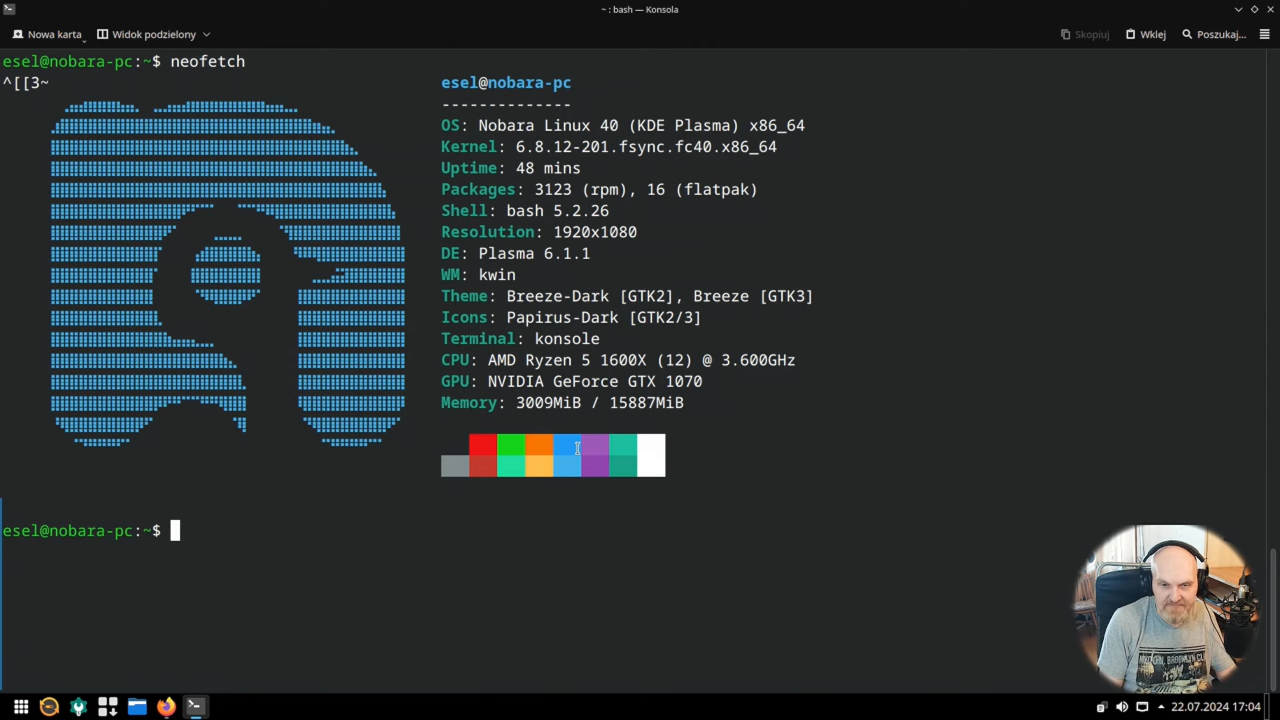 ~ : bash — Konsola
Nowa karta
Widok podzielony
Skopiuj
Wklej
Poszukaj...
esel@nobara-pc:~$ neofetch
^[[3~
esel@nobara-pc
--------------
OS: Nobara Linux 40 (KDE Plasma) x86_64
Kernel: 6.8.12-201.fsync.fc40.x86_64
Uptime: 48 mins
Packages: 3123 (rpm), 16 (flatpak)
Shell: bash 5.2.26
Resolution: 1920x1080
DE: Plasma 6.1.1
WM: kwin
Theme: Breeze-Dark [GTK2], Breeze [GTK3]
Icons: Papirus-Dark [GTK2/3]
Terminal: konsole
CPU: AMD Ryzen 5 1600X (12) @ 3.600GHz
GPU: NVIDIA GeForce GTX 1070
Memory: 3009MiB / 15887MiB
esel@nobara-pc:~$
22.07.2024 17:04